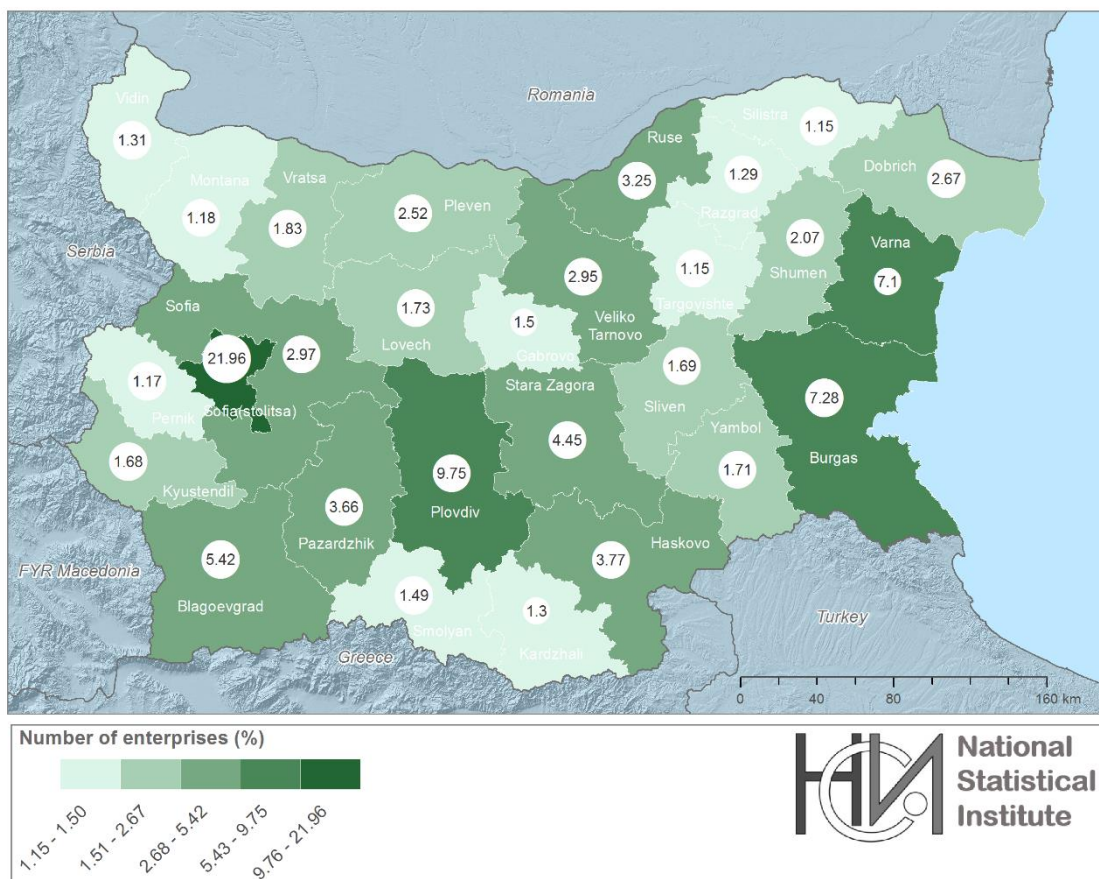 Romania
Vidin
1.31
Silistra
1.15
Ruse
3.25
Dobrich
2.67
Montana
1.18
Vratsa
1.83
Pleven
2.52
1.29
Razgrad
2.07
Shumen
Varna
7.1
Serbia
Sofia
2.95
Veliko
Tarnovo
1.15
Targovishte
1.73
Lovech
1.5
Gabrovo
21.96
Sofia(stolitsa)
2.97
1.17
Pernik
Stara Zagora
4.45
1.69
Sliven
7.28
Burgas
Yambol
1.71
1.68
Kyustendil
9.75
Plovdiv
3.66
Pazardzhik
Haskovo
3.77
FYR Macedonia
5.42
Blagoevgrad
1.49
Smolyan
1.3
Kardzhali
Turkey
Greece
0 40 80 160 km
Number of enterprises (%)
1.15 - 1.50
1.51 - 2.67
2.68 - 5.42
5.43 - 9.75
9.76 - 21.96
НСИ
National
Statistical
Institute